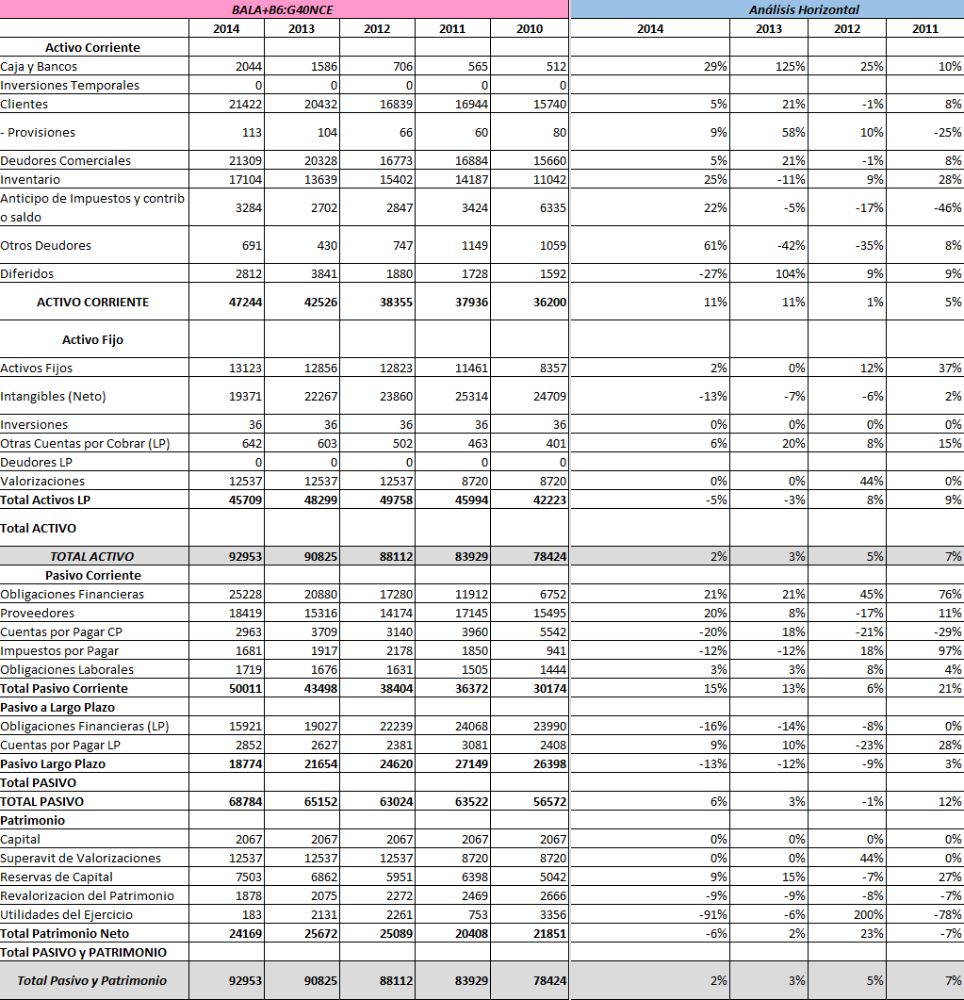 BALA+B6:G40NCE Análisis Horizontal
2014 2013 2012 2011 2010 2014 2013 2012 2011
Activo Corriente
Caja y Bancos 2044 1586 706 565 512 29% 125% 25% 10%
Inversiones Temporales 0 0 0 0 0
Clientes 21422 20432 16839 16944 15740 5% 21% -1% 8%
- Provisiones 113 104 66 60 80 9% 58% 10% -25%
Deudores Comerciales 21309 20328 16773 16884 15660 5% 21% -1% 8%
Inventario 17104 13639 15402 14187 11042 25% -11% 9% 28%
Anticipo de Impuestos y contrib
o saldo 3284 2702 2847 3424 6335 22% -5% -17% -46%
Otros Deudores 691 430 747 1149 1059 61% -42% -35% 8%
Diferidos 2812 3841 1880 1728 1592 -27% 104% 9% 9%
ACTIVO CORRIENTE 47244 42526 38355 37936 36200 11% 11% 1% 5%
Activo Fijo
Activos Fijos 13123 12856 12823 11461 8357 2% 0% 12% 37%
Intangibles (Neto) 19371 22267 23860 25314 24709 -13% -7% -6% 2%
Inversiones 36 36 36 36 36 0% 0% 0% 0%
Otras Cuentas por Cobrar (LP) 642 603 502 463 401 6% 20% 8% 15%
Deudores LP 0 0 0 0 0
Valorizaciones 12537 12537 12537 8720 8720 0% 0% 44% 0%
Total Activos LP 45709 48299 49758 45994 42223 -5% -3% 8% 9%
Total ACTIVO
TOTAL ACTIVO 92953 90825 88112 83929 78424 2% 3% 5% 7%
Pasivo Corriente
Obligaciones Financieras 25228 20880 17280 11912 6752 21% 21% 45% 76%
Proveedores 18419 15316 14174 17145 15495 20% 8% -17% 11%
Cuentas por Pagar CP 2963 3709 3140 3960 5542 -20% 18% -21% -29%
Impuestos por Pagar 1681 1917 2178 1850 941 -12% -12% 18% 97%
Obligaciones Laborales 1719 1676 1631 1505 1444 3% 3% 8% 4%
Total Pasivo Corriente 50011 43498 38404 36372 30174 15% 13% 6% 21%
Pasivo a Largo Plazo
Obligaciones Financieras (LP) 15921 19027 22239 24068 23990 -16% -14% -8% 0%
Cuentas por Pagar LP 2852 2627 2381 3081 2408 9% 10% -23% 28%
Pasivo Largo Plazo 18774 21654 24620 27149 26398 -13% -12% -9% 3%
Total PASIVO
TOTAL PASIVO 68784 65152 63024 63522 56572 6% 3% -1% 12%
Patrimonio
Capital 2067 2067 2067 2067 2067 0% 0% 0% 0%
Superavit de Valorizaciones 12537 12537 12537 8720 8720 0% 0% 44% 0%
Reservas de Capital 7503 6862 5951 6398 5042 9% 15% -7% 27%
Revalorizacion del Patrimonio 1878 2075 2272 2469 2666 -9% -9% -8% -7%
Utilidades del Ejercicio 183 2131 2261 753 3356 -91% -6% 200% -78%
Total Patrimonio Neto 24169 25672 25089 20408 21851 -6% 2% 23% -7%
Total PASIVO y PATRIMONIO
Total Pasivo y Patrimonio 92953 90825 88112 83929 78424 2% 3% 5% 7%